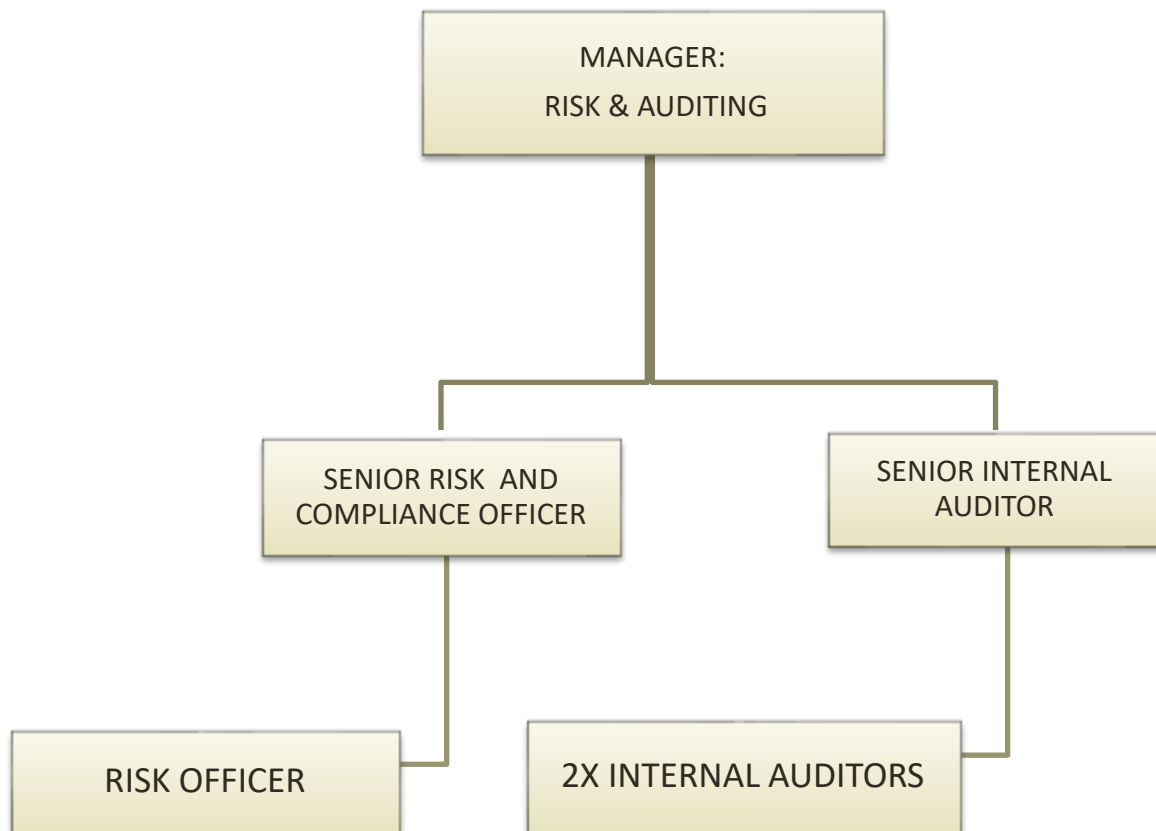 MANAGER:
RISK & AUDITING
SENIOR RISK AND
COMPLIANCE OFFICER
SENIOR INTERNAL
AUDITOR
RISK OFFICER
2X INTERNAL AUDITORS